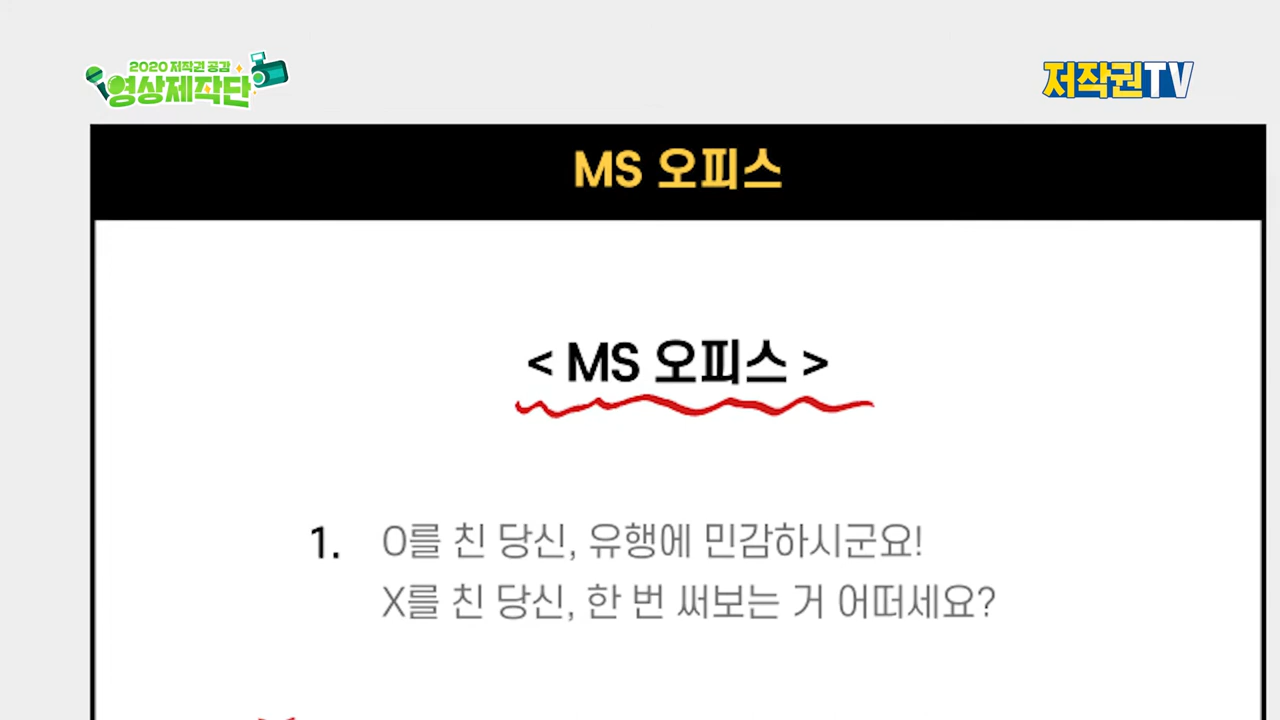 2020 저작권 공감
영상제작단
저작권TV
MS 오피스
< MS 오피스 >
1. O를 친 당신, 유행에 민감하시군요!
X를 친 당신, 한 번 써보는 거 어떠세요?